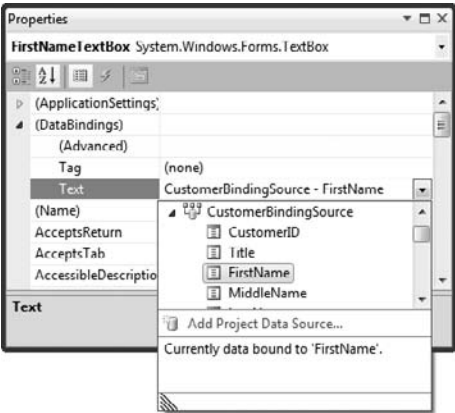 Properties
FirstNameTextBox System.Windows.Forms.TextBox
(ApplicationSettings)
(DataBindings)
(Advanced)
Tag (none)
Text CustomerBindingSource - FirstName
(Name) CustomerBindingSource
AcceptsReturn CustomerID
AcceptsTab Title
AccessibleDescriptio FirstName
MiddleName
Text
Add Project Data Source...
Currently data bound to 'FirstName'.